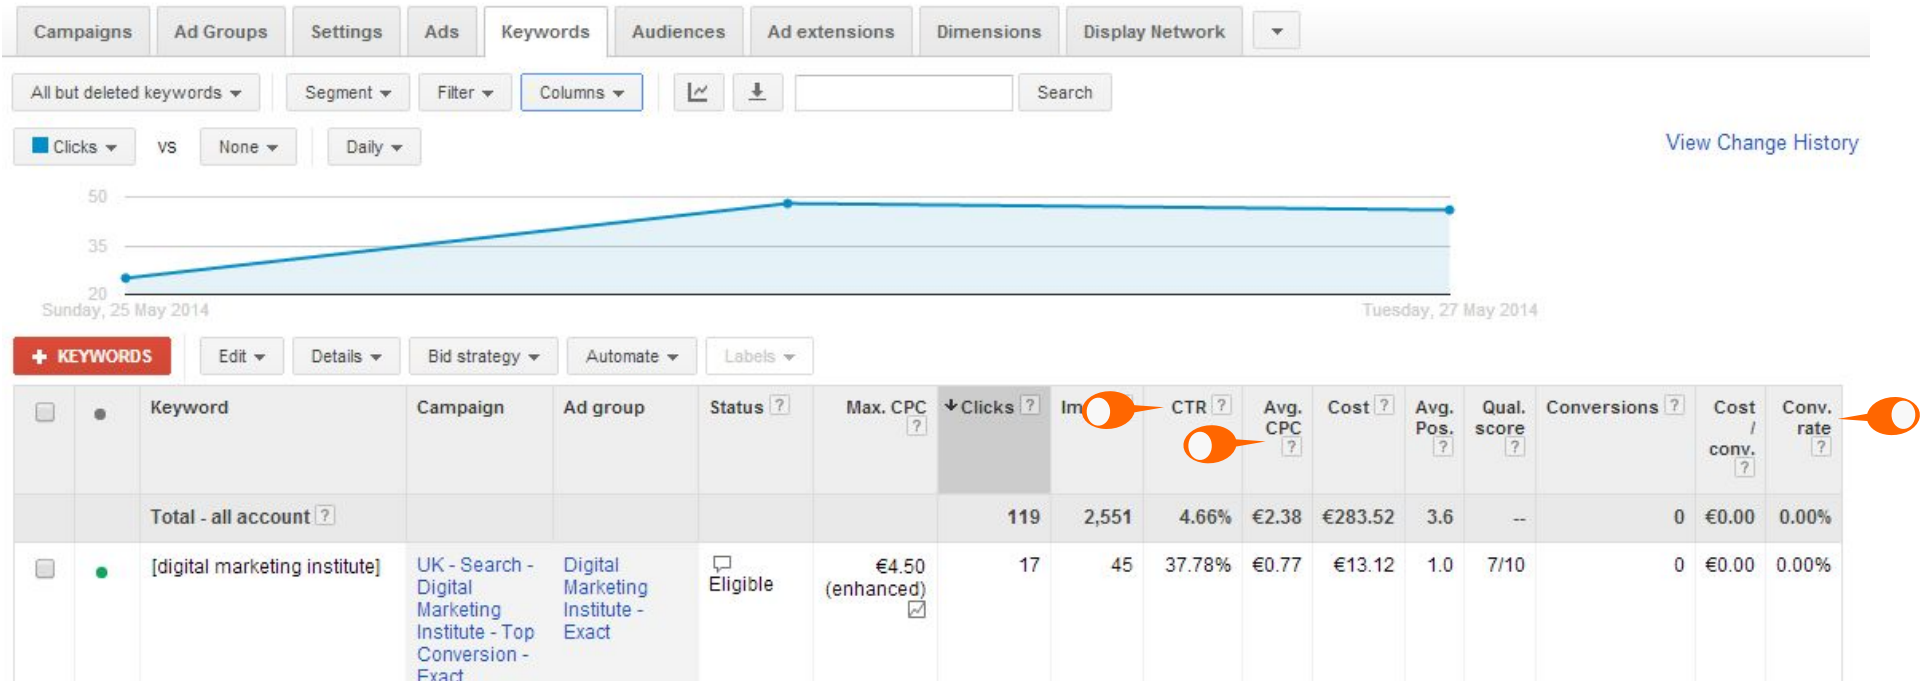 Campaigns Ad Groups Settings Ads Keywords Audiences Ad extensions Dimensions Display Network
All but deleted keywords Segment Filter Columns Search
Clicks VS None Daily View Change History
50
35
20
Sunday, 25 May 2014 Tuesday, 27 May 2014
+ KEYWORDS Edit Details Bid strategy Automate Labels
Keyword Campaign Ad group Status ? Max. CPC ? Clicks ? CTR ? Avg. CPC ? Cost ? Avg. Pos. ? Qual. score ? Conversions ? Cost / conv. ? Conv. rate ?
Total - all account ? 119 2,551 4.66% €2.38 €283.52 3.6 -- 0 €0.00 0.00%
[digital marketing institute] UK - Search - Digital Eligible €4.50 17 45 37.78% €0.77 €13.12 1.0 7/10 0 €0.00 0.00%
Digital Marketing (enhanced)
Marketing Institute -
Institute - Top Exact
Conversion -
Exact